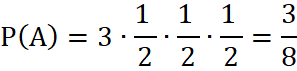 P(A) = 3 · 1/2 · 1/2 · 1/2 = 3/8